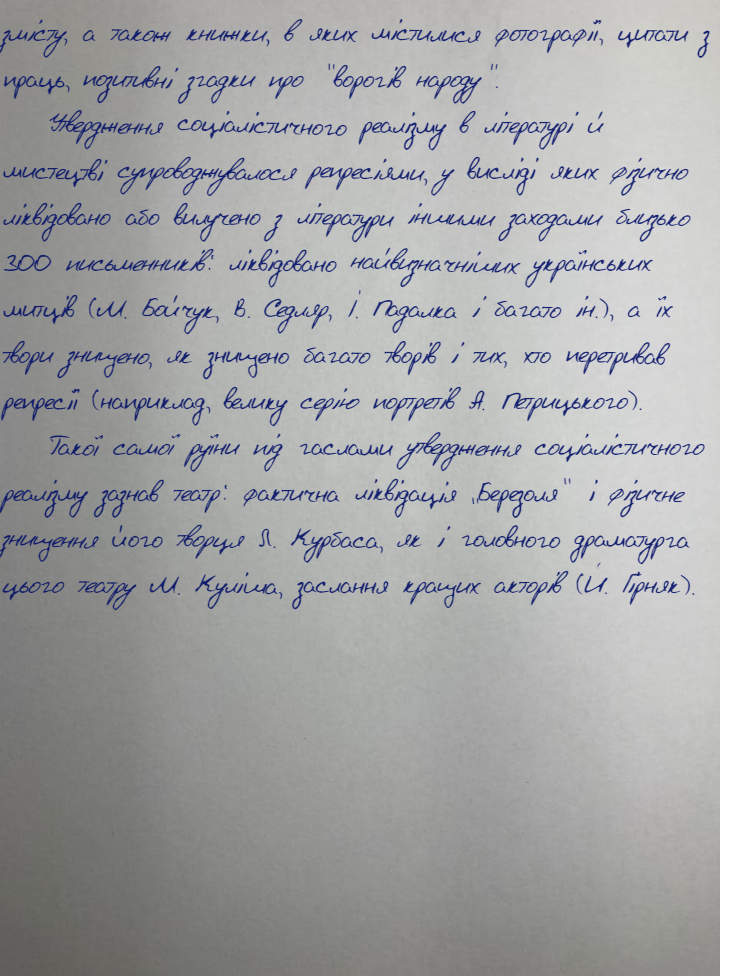 змісту, а також книжки, в яких містилися фотографії, цитати з
праць, позитивні згадки про "ворогів народу".
Утвердження соціалістичного реалізму в літературі й
мистецтві супроводжувалося репресіями, у висліді яких фізично
ліквідовано або вилучено з літератури іншими заходами близько
300 письменників: ліквідовано найвизначніших українських
митців (М. Бойчук, В. Седляр, І. Падалка і багато ін.), а їх
твори знищено, як знищено багато творів і тих, хто перетривав
репресії (наприклад, велику серію портретів А. Петрицького).
Такої самої руїни під гаслами утвердження соціалістичного
реалізму зазнав театр: фактична ліквідація „Березоля" і фізичне
знищення його творця Л. Курбаса, як і головного драматурга
цього театру М. Куліша, заслання кращих акторів (Й. Гірняк).